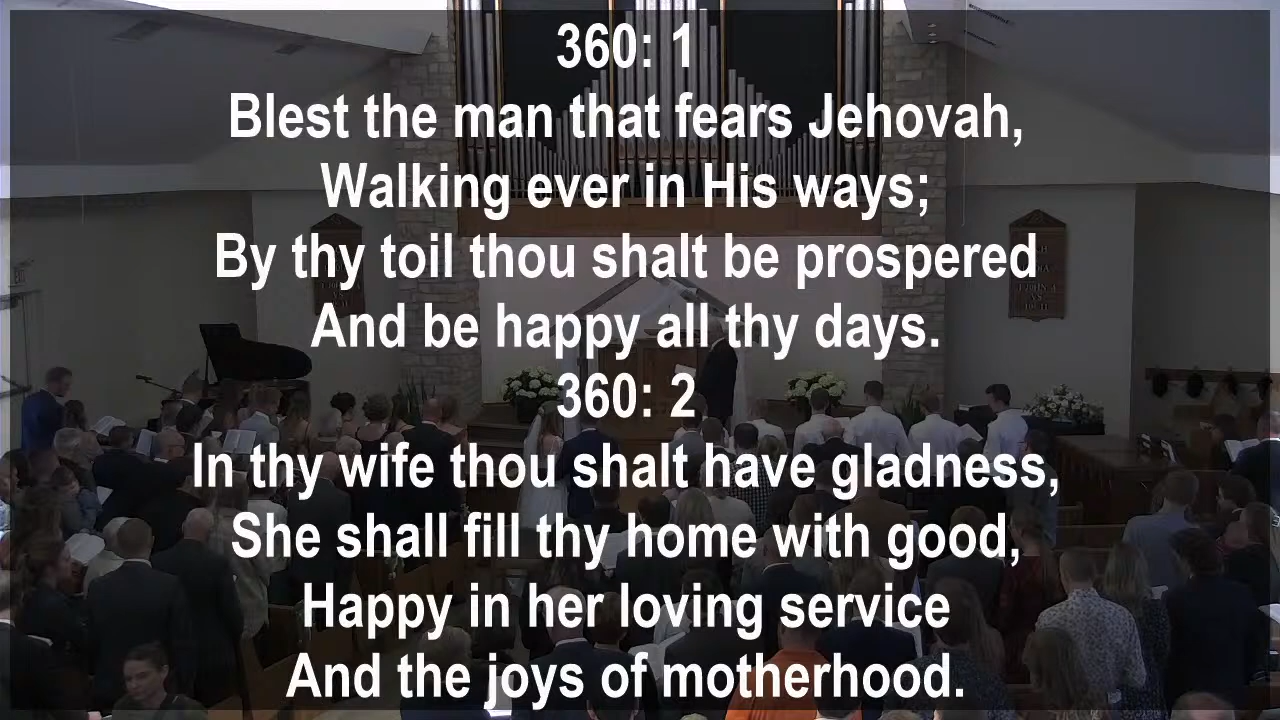 360: 1
Blest the man that fears Jehovah,
Walking ever in His ways;
By thy toil thou shalt be prospered
And be happy all thy days.
360: 2
In thy wife thou shalt have gladness,
She shall fill thy home with good,
Happy in her loving service
And the joys of motherhood.